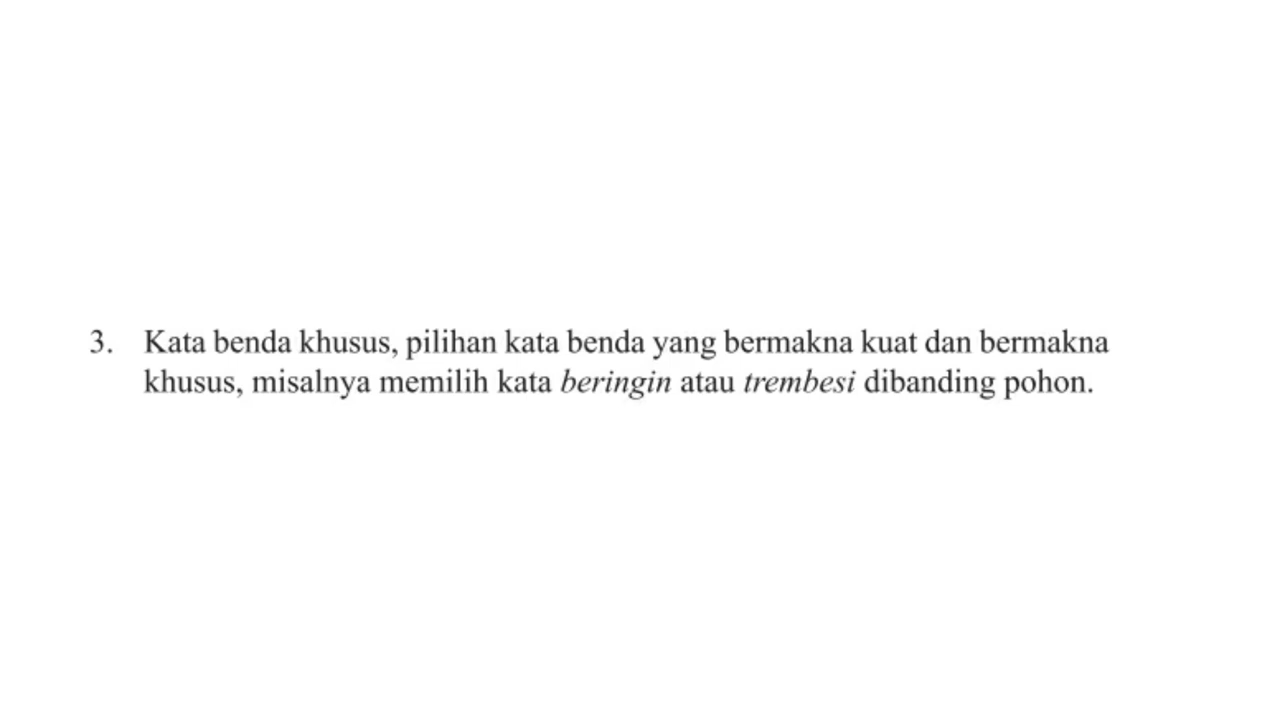 3. Kata benda khusus, pilihan kata benda yang bermakna kuat dan bermakna
khusus, misalnya memilih kata beringin atau trembesi dibanding pohon.